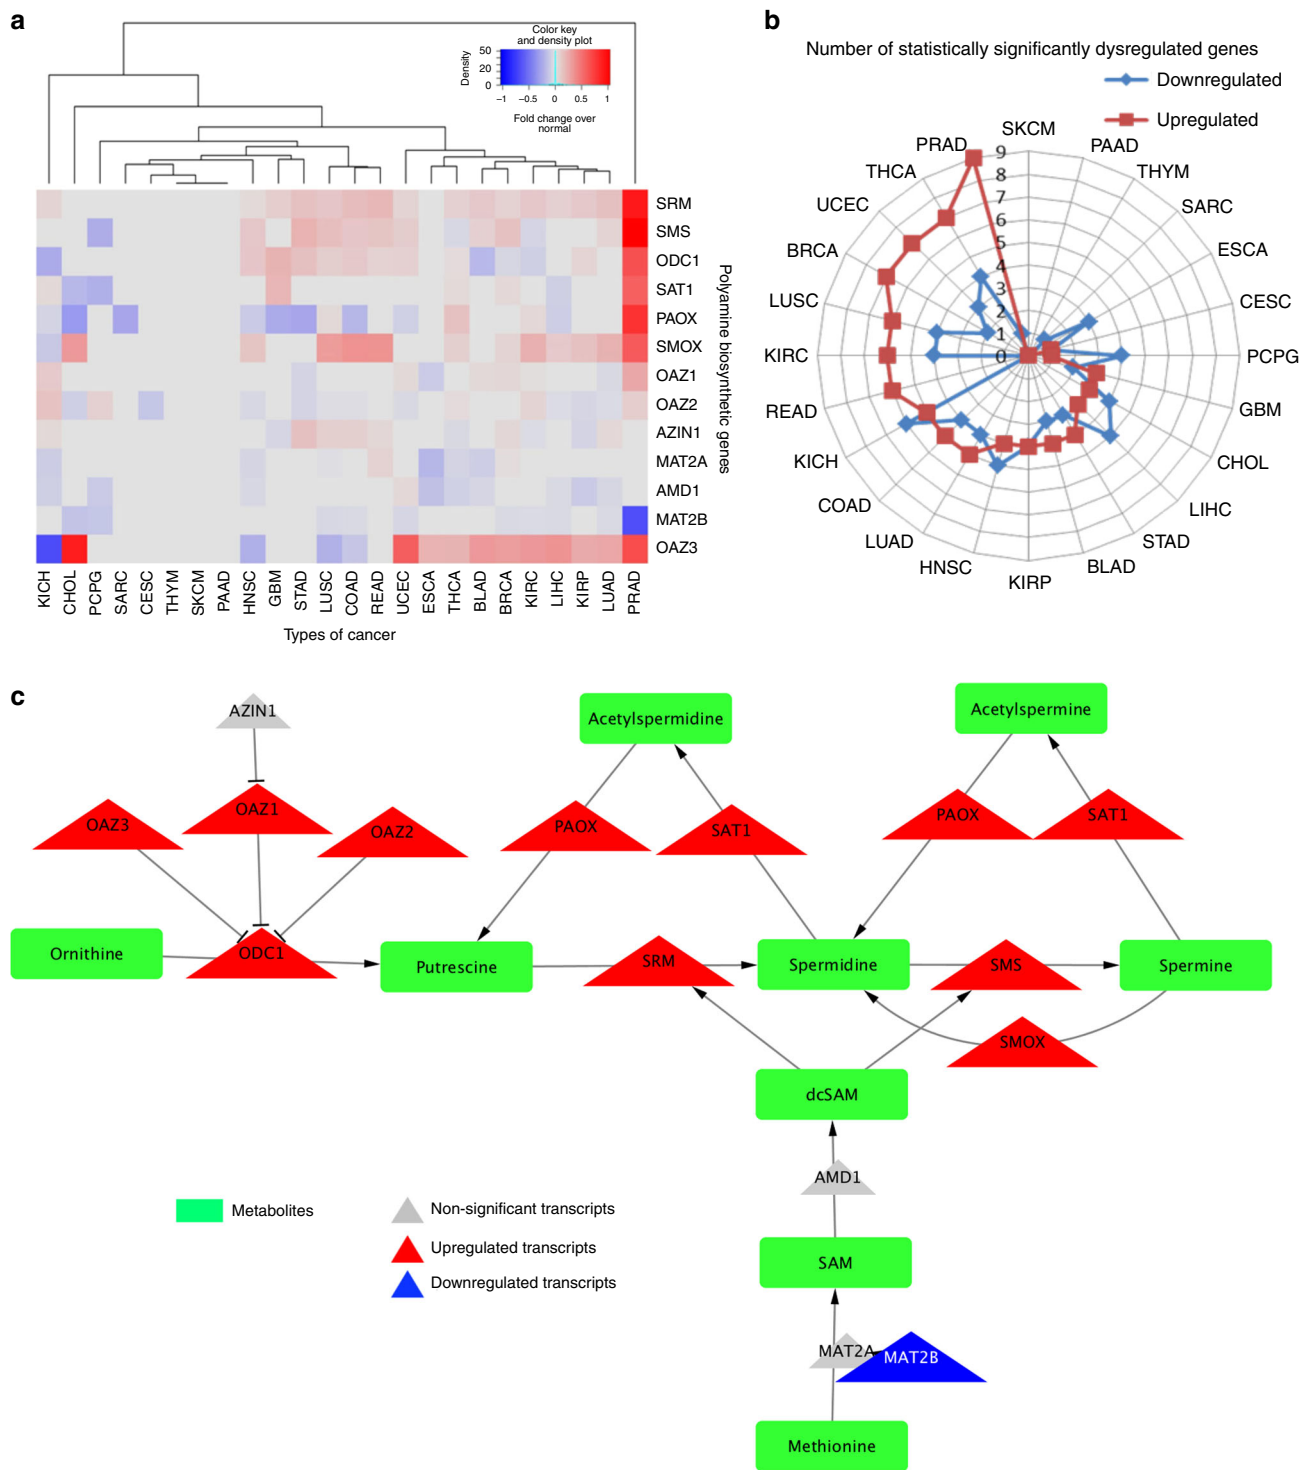 a
Color key
and density plot
Density
50
20
0
−1
−0.5
0
0.5
1
Fold change over
normal
SRM
SMS
ODC1
SAT1
PAOX
SMOX
OAZ1
OAZ2
AZIN1
MAT2A
AMD1
MAT2B
OAZ3
Polyamine biosynthetic genes
KICH
CHOL
PCPG
SARC
CESC
THYM
SKCM
PAAD
HNSC
GBM
STAD
LUSC
COAD
READ
UCEC
ESCA
THCA
BLAD
BRCA
KIRC
LIHC
KIRP
LUAD
PRAD
Types of cancer
b
Number of statistically significantly dysregulated genes
Downregulated
Upregulated
SKCM
PAAD
THYM
SARC
ESCA
CESC
PCPG
GBM
CHOL
LIHC
STAD
BLAD
KIRP
HNSC
LUAD
COAD
KICH
READ
KIRC
LUSC
BRCA
UCEC
THCA
PRAD
9
8
7
6
5
4
3
2
1
0
c
AZIN1
OAZ3
OAZ1
OAZ2
Ornithine
ODC1
Putrescine
Acetylspermidine
PAOX
SAT1
SRM
Spermidine
Acetylspermine
PAOX
SAT1
SMS
Spermine
SMOX
dcSAM
AMD1
SAM
MAT2A
MAT2B
Methionine
Metabolites
Non-significant transcripts
Upregulated transcripts
Downregulated transcripts